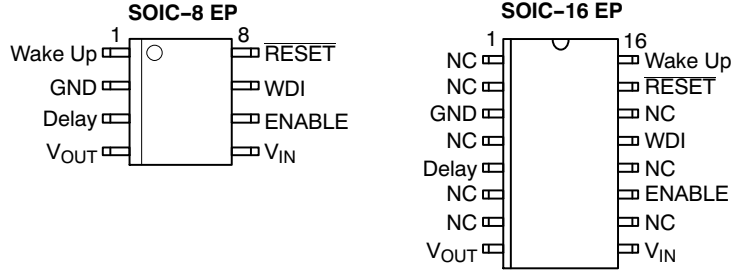 SOIC–8 EP
1 8
Wake Up RESET
GND WDI
Delay ENABLE
VOUT VIN
SOIC–16 EP
1 16
NC Wake Up
NC RESET
GND NC
NC WDI
Delay NC
NC ENABLE
NC NC
VOUT VIN